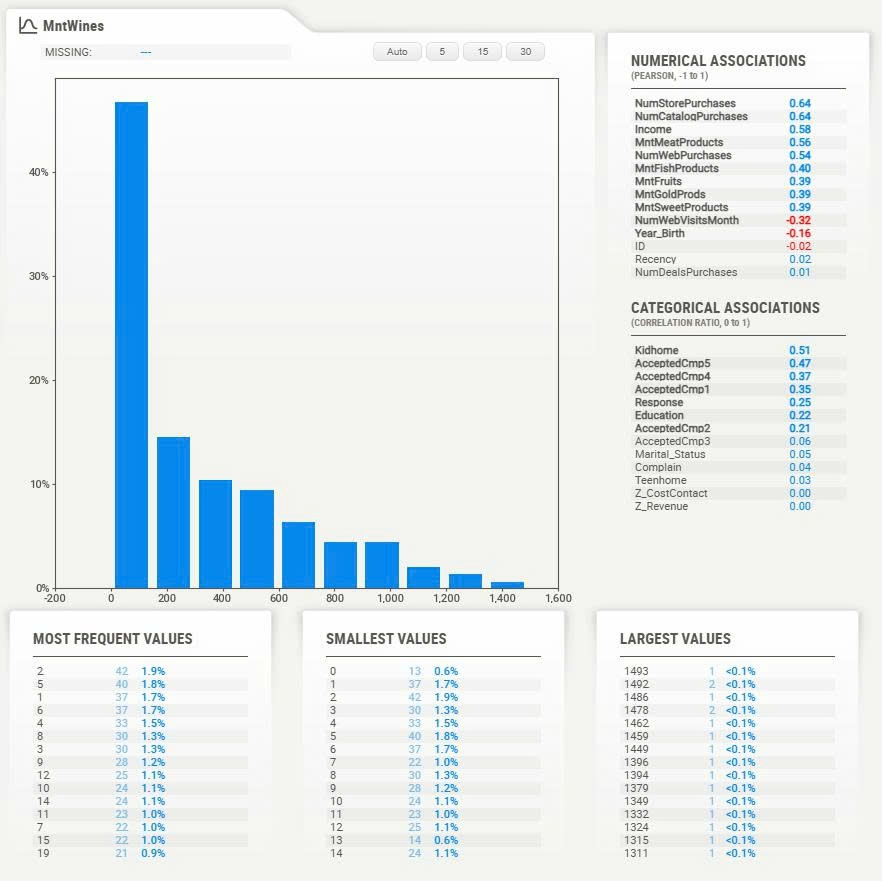 MntWines
MISSING: ---
Auto 5 15 30
40%
30%
20%
10%
0%
-200 0 200 400 600 800 1,000 1,200 1,400 1,600
NUMERICAL ASSOCIATIONS
(PEARSON, -1 to 1)
NumStorePurchases 0.64
NumCatalogPurchases 0.64
Income 0.58
MntMeatProducts 0.56
NumWebPurchases 0.54
MntFishProducts 0.40
MntFruits 0.39
MntGoldProds 0.39
MntSweetProducts 0.39
NumWebVisitsMonth -0.32
Year_Birth -0.16
ID -0.02
Recency 0.02
NumDealsPurchases 0.01
CATEGORICAL ASSOCIATIONS
(CORRELATION RATIO, 0 to 1)
Kidhome 0.51
AcceptedCmp5 0.47
AcceptedCmp4 0.37
AcceptedCmp1 0.35
Response 0.25
Education 0.22
AcceptedCmp2 0.21
AcceptedCmp3 0.06
Marital_Status 0.05
Complain 0.04
Teenhome 0.03
Z_CostContact 0.00
Z_Revenue 0.00
MOST FREQUENT VALUES
2 42 1.9%
5 40 1.8%
1 37 1.7%
6 37 1.7%
4 33 1.5%
8 30 1.3%
3 30 1.3%
9 28 1.2%
12 25 1.1%
10 24 1.1%
14 24 1.1%
11 23 1.0%
7 22 1.0%
15 22 1.0%
19 21 0.9%
SMALLEST VALUES
0 13 0.6%
1 37 1.7%
2 42 1.9%
3 30 1.3%
4 33 1.5%
5 40 1.8%
6 37 1.7%
7 22 1.0%
8 30 1.3%
9 28 1.2%
10 24 1.1%
11 23 1.0%
12 25 1.1%
13 14 0.6%
14 24 1.1%
LARGEST VALUES
1493 1 <0.1%
1492 2 <0.1%
1486 1 <0.1%
1478 2 <0.1%
1462 1 <0.1%
1459 1 <0.1%
1449 1 <0.1%
1396 1 <0.1%
1394 1 <0.1%
1379 1 <0.1%
1349 1 <0.1%
1332 1 <0.1%
1324 1 <0.1%
1315 1 <0.1%
1311 1 <0.1%